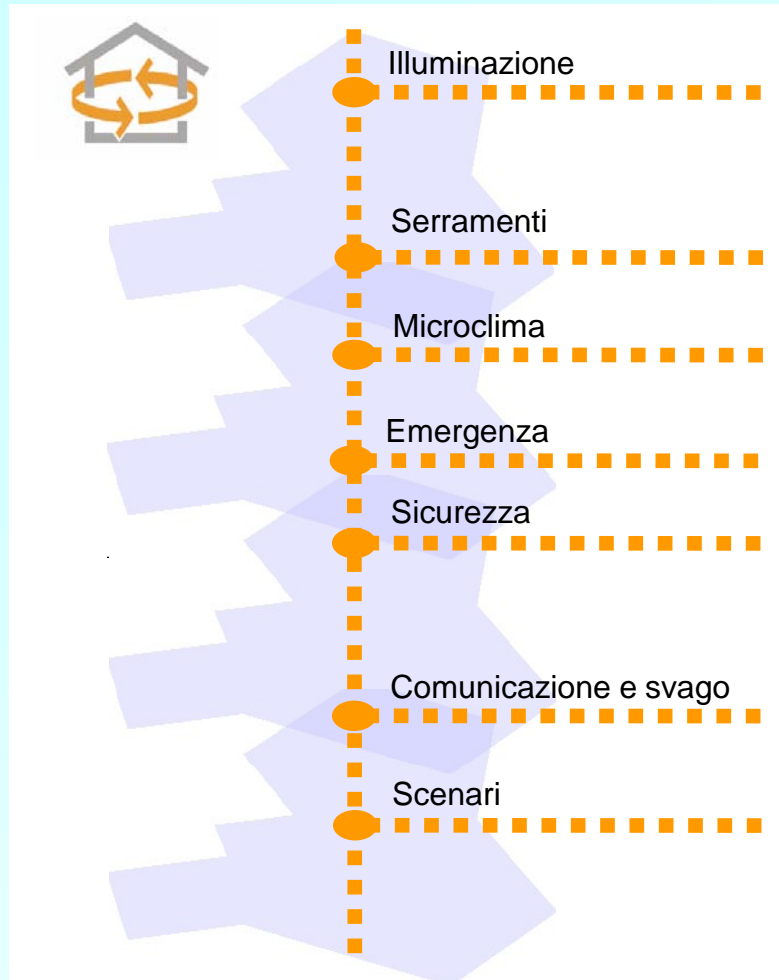 Illuminazione
Serramenti
Microclima
Emergenza
Sicurezza
Comunicazione e svago
Scenari